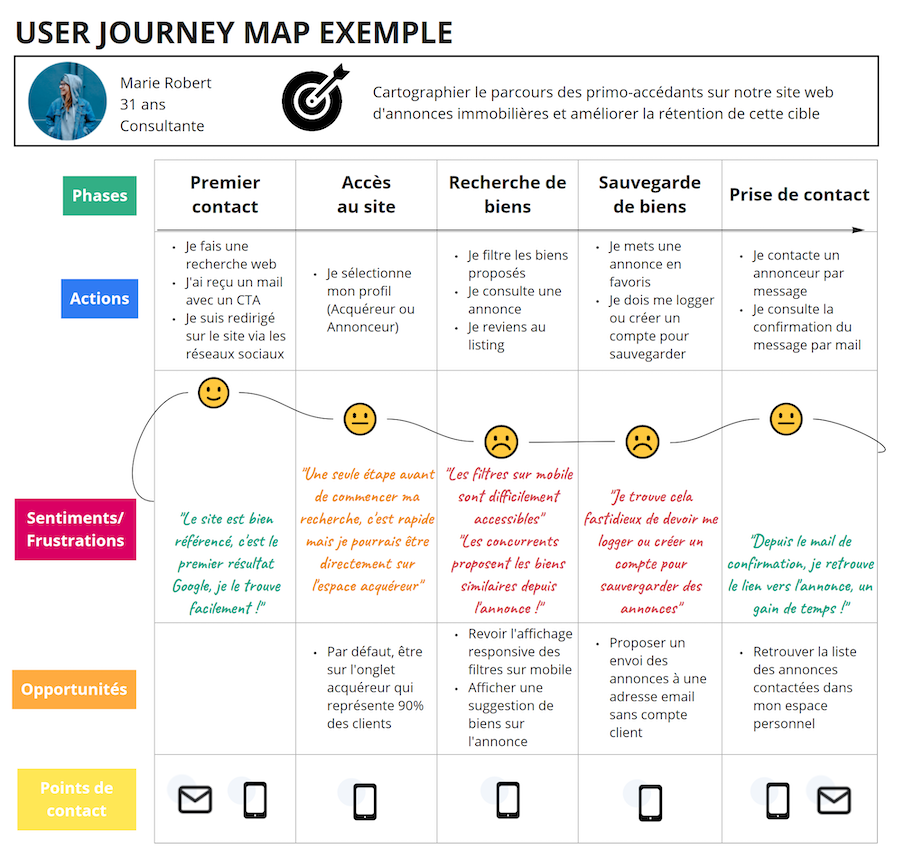 USER JOURNEY MAP EXEMPLE
Marie Robert
31 ans
Consultante
Cartographier le parcours des primo-accédants sur notre site web
d'annonces immobilières et améliorer la rétention de cette cible
Phases
Premier
contact
Accès
au site
Recherche de
biens
Sauvegarde
de biens
Prise de contact
Actions
• Je fais une
recherche web
• J'ai reçu un mail
avec un CTA
• Je suis redirigé
sur le site via les
réseaux sociaux
• Je sélectionne
mon profil
(Acquéreur ou
Annonceur)
• Je filtre les biens
proposés
• Je consulte une
annonce
• Je reviens au
listing
• Je mets une
annonce en
favoris
• Je dois me logger
ou créer un
compte pour
sauvegarder
• Je contacte un
annonceur par
message
• Je consulte la
confirmation du
message par mail
Sentiments/
Frustrations
"Le site est bien
référencé, c'est le
premier résultat
Google, je le trouve
facilement !"
"Une seule étape avant
de commencer ma
recherche, c'est rapide
mais je pourrais être
directement sur
l'espace acquéreur"
"Les filtres sur mobile
sont difficilement
accessibles"
"Les concurrents
proposent les biens
similaires depuis
l'annonce !"
"Je trouve cela
fastidieux de devoir me
logger ou créer un
compte pour
sauvergarder des
annonces"
"Depuis le mail de
confirmation, je retrouve
le lien vers l'annonce, un
gain de temps !"
Opportunités
• Par défaut, être
sur l'onglet
acquéreur qui
représente 90%
des clients
• Revoir l'affichage
responsive des
filtres sur mobile
• Afficher une
suggestion de
biens sur
l'annonce
• Proposer un
envoi des
annonces à une
adresse email
sans compte
client
• Retrouver la liste
des annonces
contactées dans
mon espace
personnel
Points de
contact